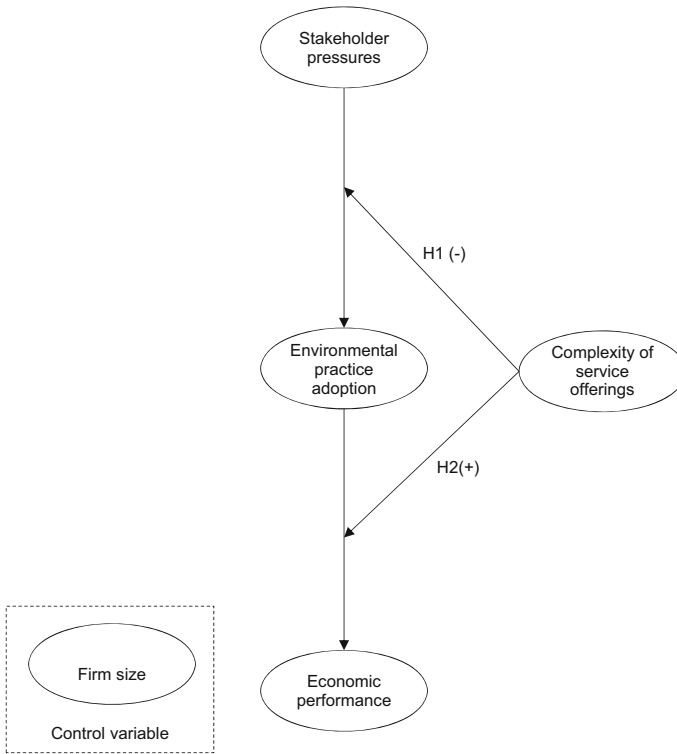 Stakeholder
pressures
H1 (-)
Environmental
practice
adoption
Complexity of
service
offerings
H2(+)
Firm size
Control variable
Economic
performance